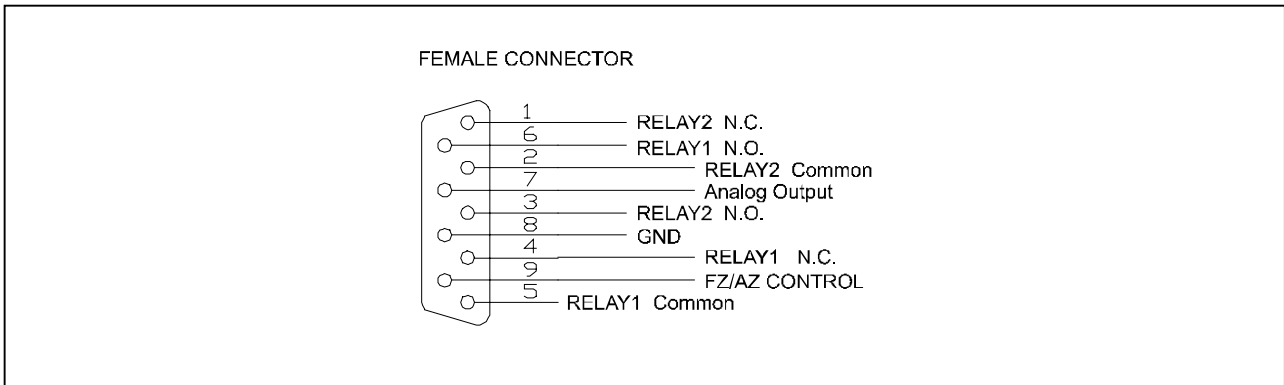 FEMALE CONNECTOR
1 RELAY2 N.C.
6 RELAY1 N.O.
2 RELAY2 Common
7 Analog Output
3 RELAY2 N.O.
8 GND
4 RELAY1 N.C.
9 FZ/AZ CONTROL
5 RELAY1 Common